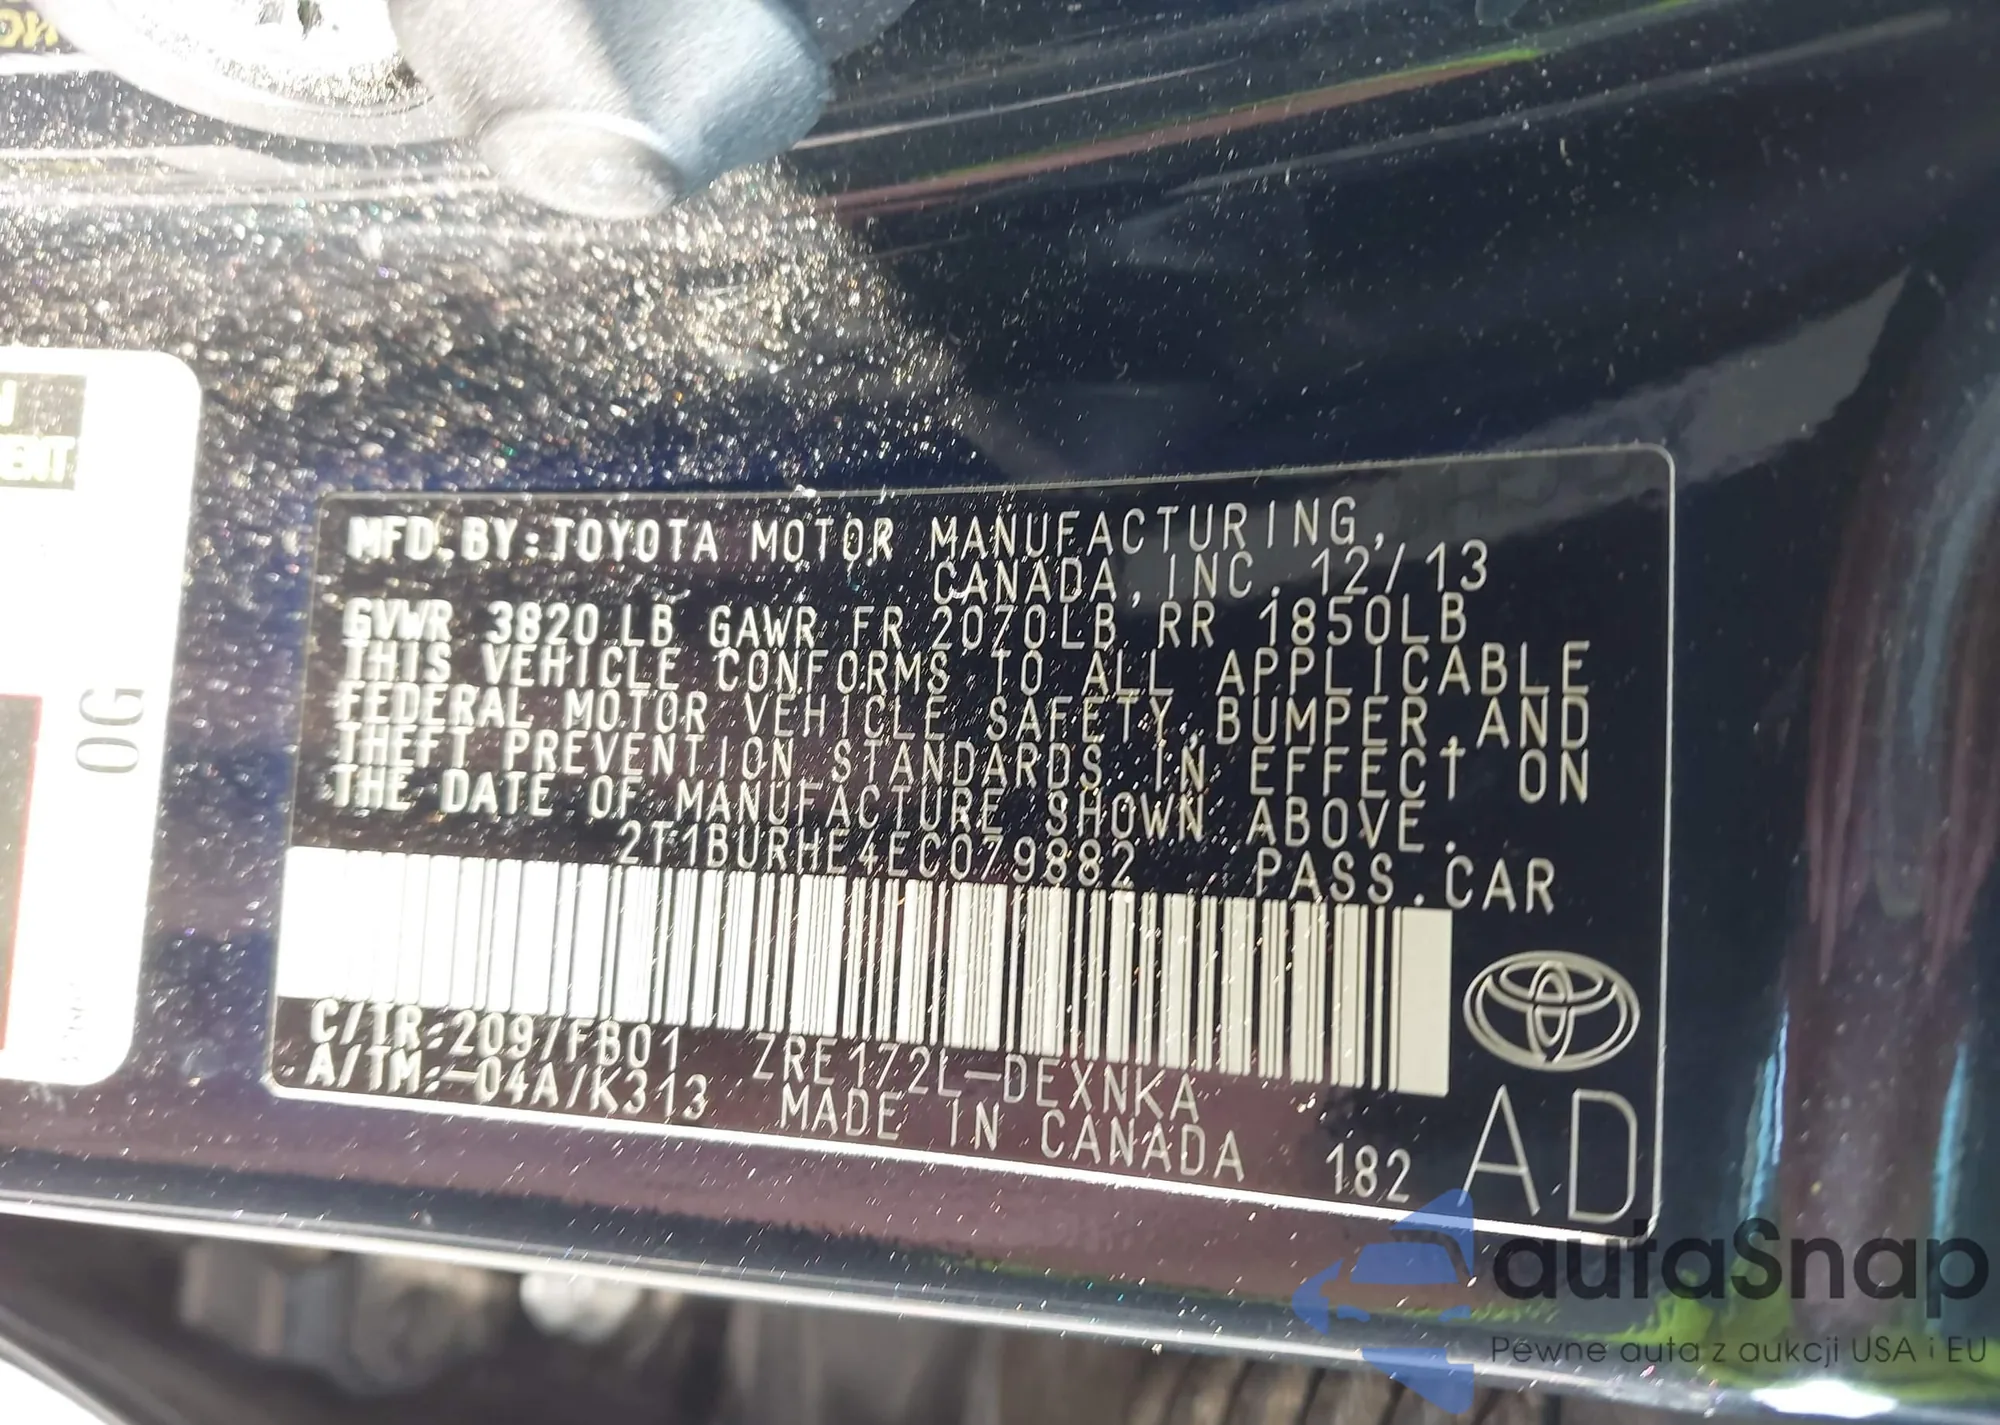 ENT
0G
MFD.BY:TOYOTA MOTOR MANUFACTURING,
CANADA,INC. 12/13
GVWR 3820 LB GAWR FR 2070LB RR 1850LB
THIS VEHICLE CONFORMS TO ALL APPLICABLE
FEDERAL MOTOR VEHICLE SAFETY,BUMPER,AND
THEFT PREVENTION STANDARDS IN EFFECT ON
THE DATE OF MANUFACTURE SHOWN ABOVE.
2T1BURHE4EC079882 PASS.CAR
C/TR:209/FB01 ZRE172L-DEXNKA
A/TM:-04A/K313 MADE IN CANADA 182 AD
autaSnap
Pewne auta z aukcji USA i EU